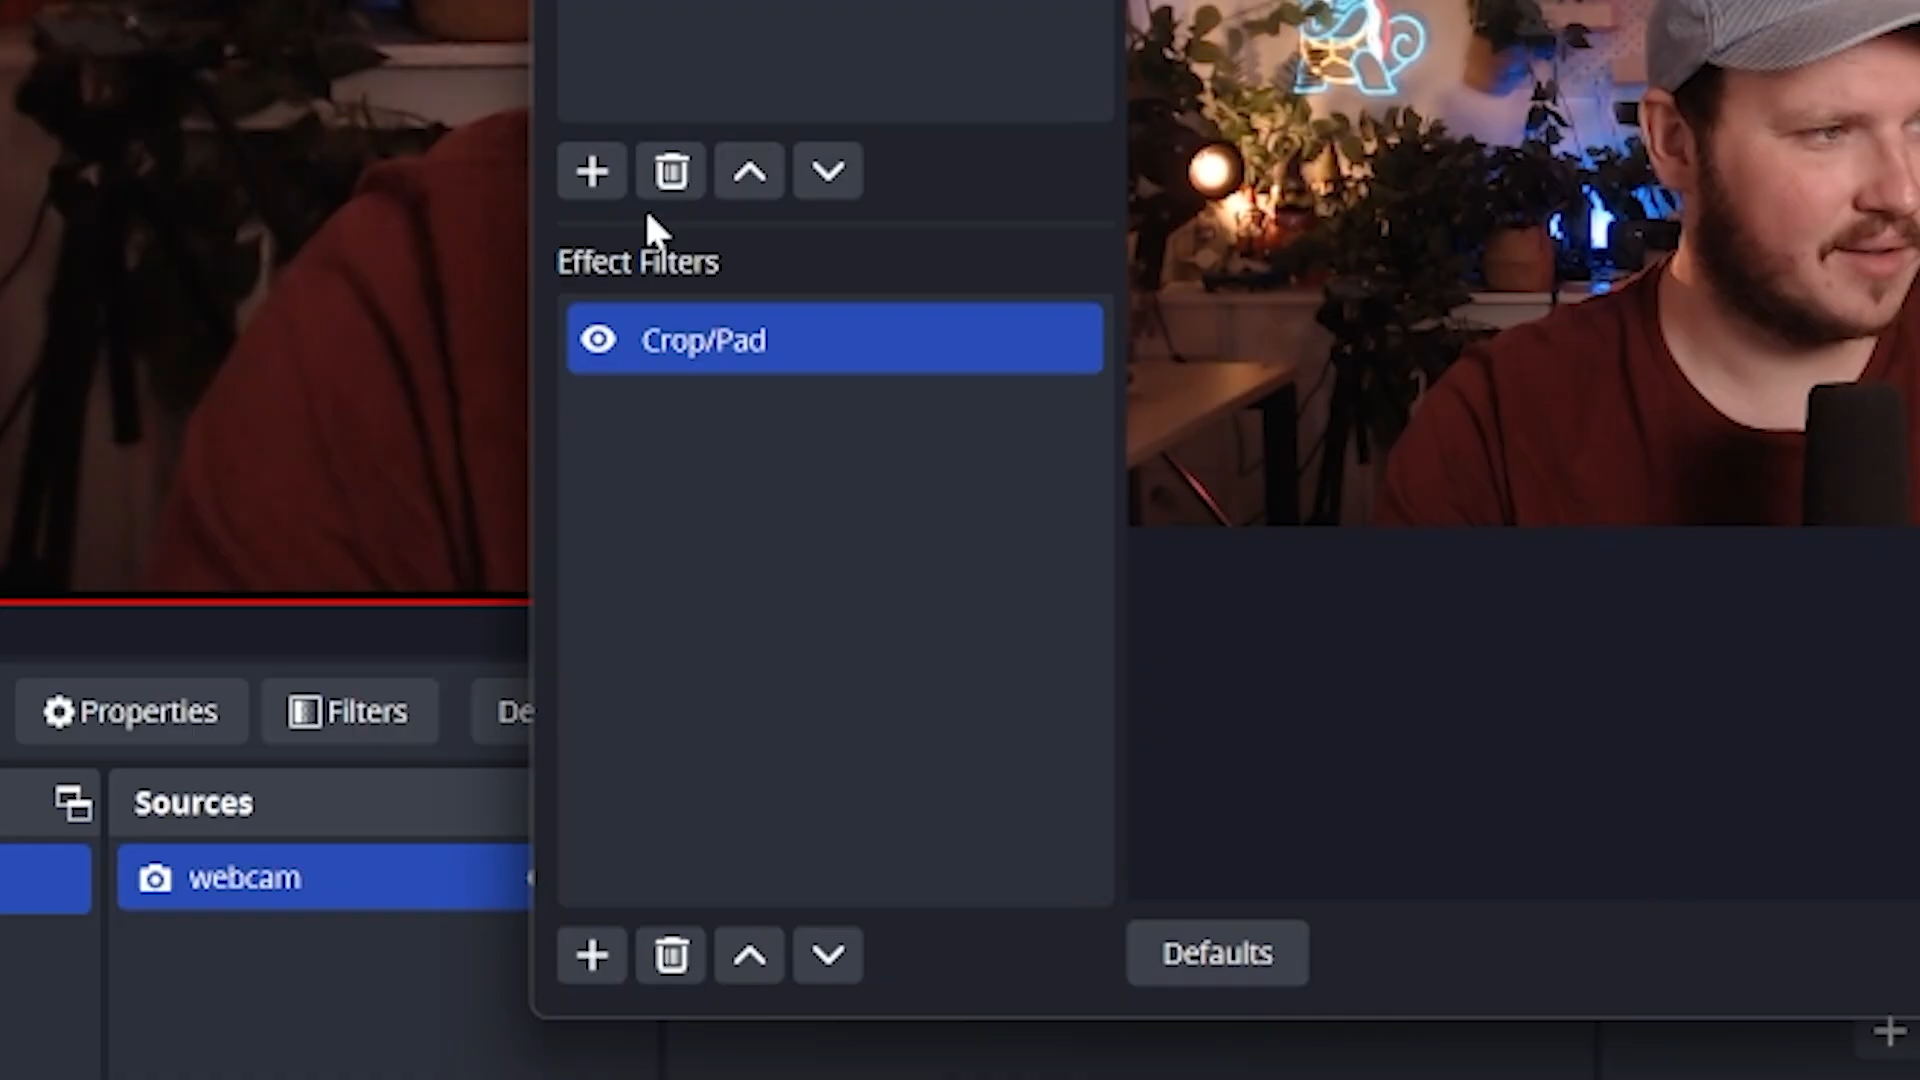 Effect Filters
Crop/Pad
Properties
Filters
De
Sources
webcam
Defaults